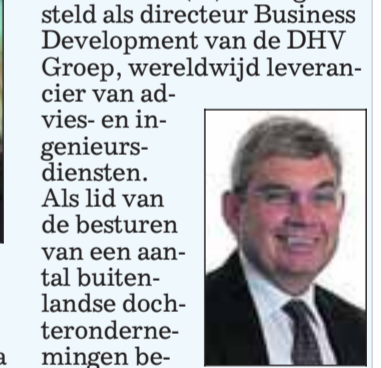 steld als directeur Business
Development van de DHV
Groep, wereldwijd leveran-
cier van ad-
vies- en in-
genieurs-
diensten.
Als lid van
de besturen
van een aan-
tal buiten-
landse doch-
teronderne-
a mingen be-